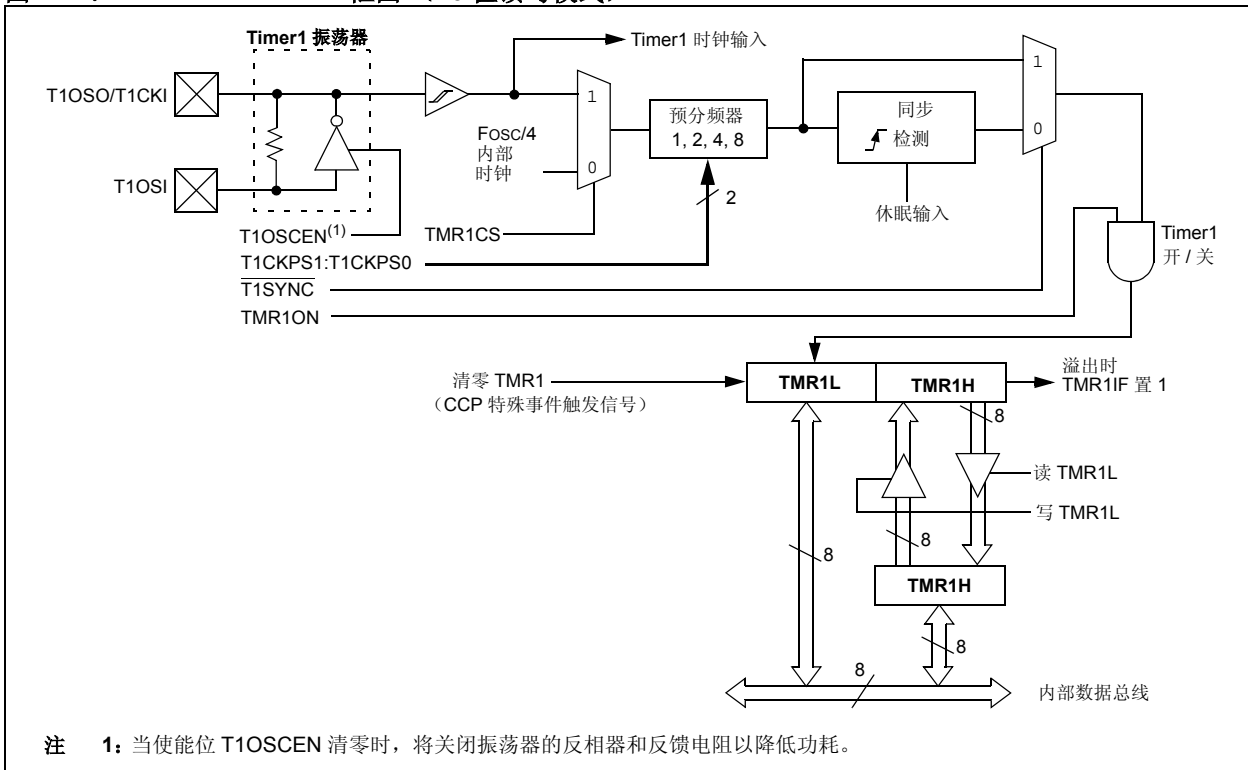 Timer1 振荡器
Timer1 时钟输入
T1OSO/T1CKI
1
预分频器
1, 2, 4, 8
同步
检测
1
0
FOSC/4
内部
时钟
0
T1OSI
2
休眠输入
T1OSCEN(1)
TMR1CS
Timer1
开 / 关
T1CKPS1:T1CKPS0
T1SYNC
TMR1ON
清零 TMR1
（CCP 特殊事件触发信号）
TMR1L
TMR1H
溢出时
TMR1IF 置 1
8
读 TMR1L
写 TMR1L
8
8
TMR1H
8
8
内部数据总线
注 1: 当使能位 T1OSCEN 清零时，将关闭振荡器的反相器和反馈电阻以降低功耗。